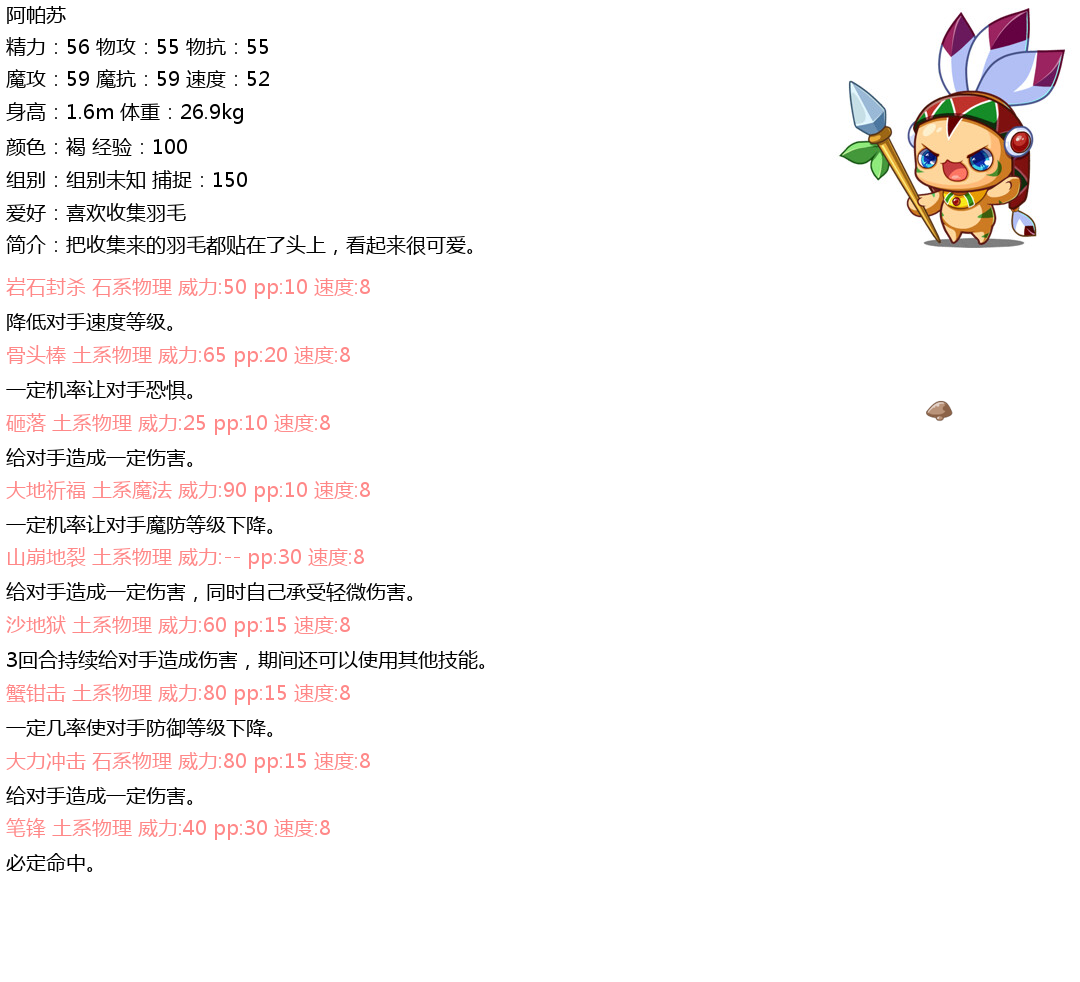 阿帕苏
精力：56 物攻：55 物抗：55
魔攻：59 魔抗：59 速度：52
身高：1.6m 体重：26.9kg
颜色：褐 经验：100
组别：组别未知 捕捉：150
爱好：喜欢收集羽毛
简介：把收集来的羽毛都贴在了头上，看起来很可爱。
岩石封杀 石系物理 威力:50 pp:10 速度:8
降低对手速度等级。
骨头棒 土系物理 威力:65 pp:20 速度:8
一定机率让对手恐惧。
砸落 土系物理 威力:25 pp:10 速度:8
给对手造成一定伤害。
大地祈福 土系魔法 威力:90 pp:10 速度:8
一定机率让对手魔防等级下降。
山崩地裂 土系物理 威力:-- pp:30 速度:8
给对手造成一定伤害，同时自己承受轻微伤害。
沙地狱 土系物理 威力:60 pp:15 速度:8
3回合持续给对手造成伤害，期间还可以使用其他技能。
蟹钳击 土系物理 威力:80 pp:15 速度:8
一定几率使对手防御等级下降。
大力冲击 石系物理 威力:80 pp:15 速度:8
给对手造成一定伤害。
笔锋 土系物理 威力:40 pp:30 速度:8
必定命中。